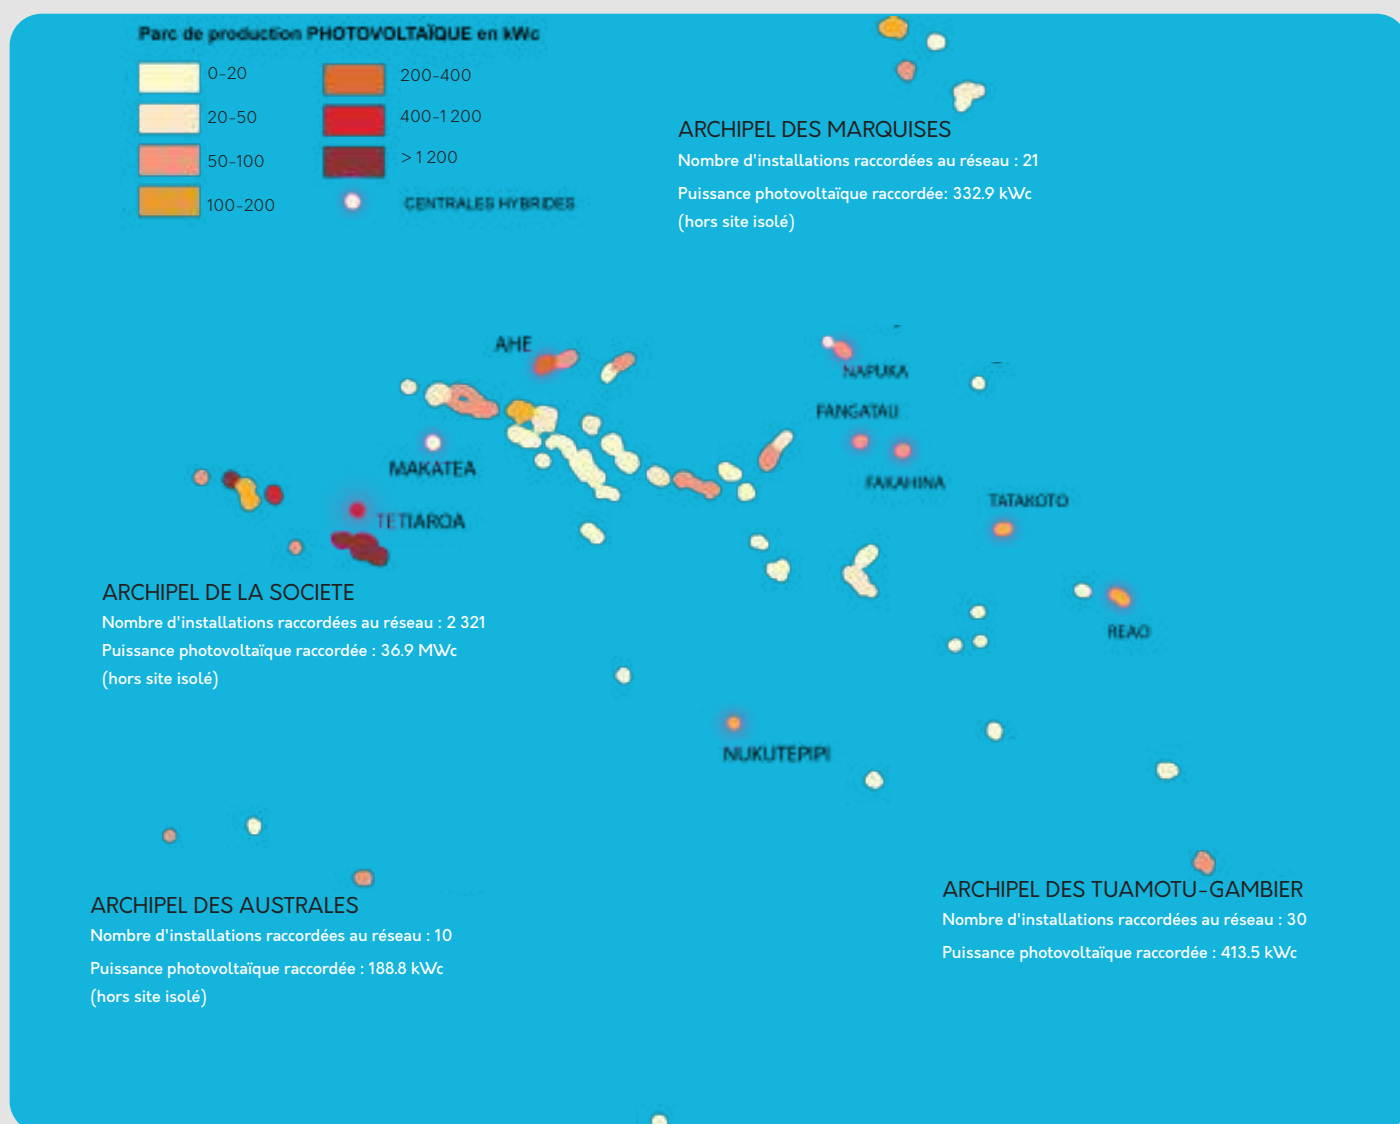 Parc de production PHOTOVOLTAÏQUE en kWc
0-20
20-50
50-100
100-200
200-400
400-1 200
> 1 200
CENTRALES HYBRIDES
ARCHIPEL DES MARQUISES
Nombre d'installations raccordées au réseau : 21
Puissance photovoltaïque raccordée: 332.9 kWc
(hors site isolé)
AHE
NAPUKA
FANGATAU
MAKATEA
FAKAHINA
TATAKOTO
TETIAROA
ARCHIPEL DE LA SOCIETE
Nombre d'installations raccordées au réseau : 2 321
Puissance photovoltaïque raccordée : 36.9 MWc
(hors site isolé)
REAO
NUKUTEPIPI
ARCHIPEL DES AUSTRALES
Nombre d'installations raccordées au réseau : 10
Puissance photovoltaïque raccordée : 188.8 kWc
(hors site isolé)
ARCHIPEL DES TUAMOTU-GAMBIER
Nombre d'installations raccordées au réseau : 30
Puissance photovoltaïque raccordée : 413.5 kWc